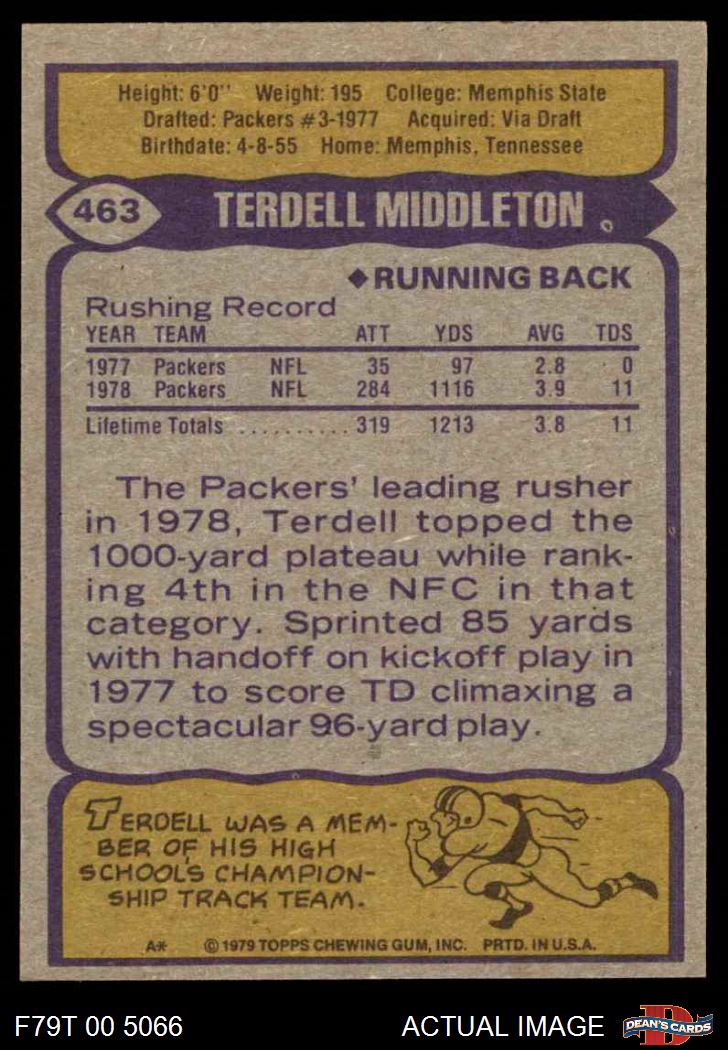 Height: 6'0" Weight: 195 College: Memphis State
Drafted: Packers #3-1977 Acquired: Via Draft
Birthdate: 4-8-55 Home: Memphis, Tennessee
463 TERDELL MIDDLETON
◆RUNNING BACK
Rushing Record
YEAR TEAM ATT YDS AVG TDS
1977 Packers NFL 35 97 2.8 0
1978 Packers NFL 284 1116 3.9 11
Lifetime Totals .......... 319 1213 3.8 11
The Packers' leading rusher
in 1978, Terdell topped the
1000-yard plateau while rank-
ing 4th in the NFC in that
category. Sprinted 85 yards
with handoff on kickoff play in
1977 to score TD climaxing a
spectacular 96-yard play.
TERDELL WAS A MEM-
BER OF HIS HIGH
SCHOOL'S CHAMPION-
SHIP TRACK TEAM.
A* © 1979 TOPPS CHEWING GUM, INC. PRTD. IN U.S.A.
F79T 00 5066 ACTUAL IMAGE D DEAN'S CARDS